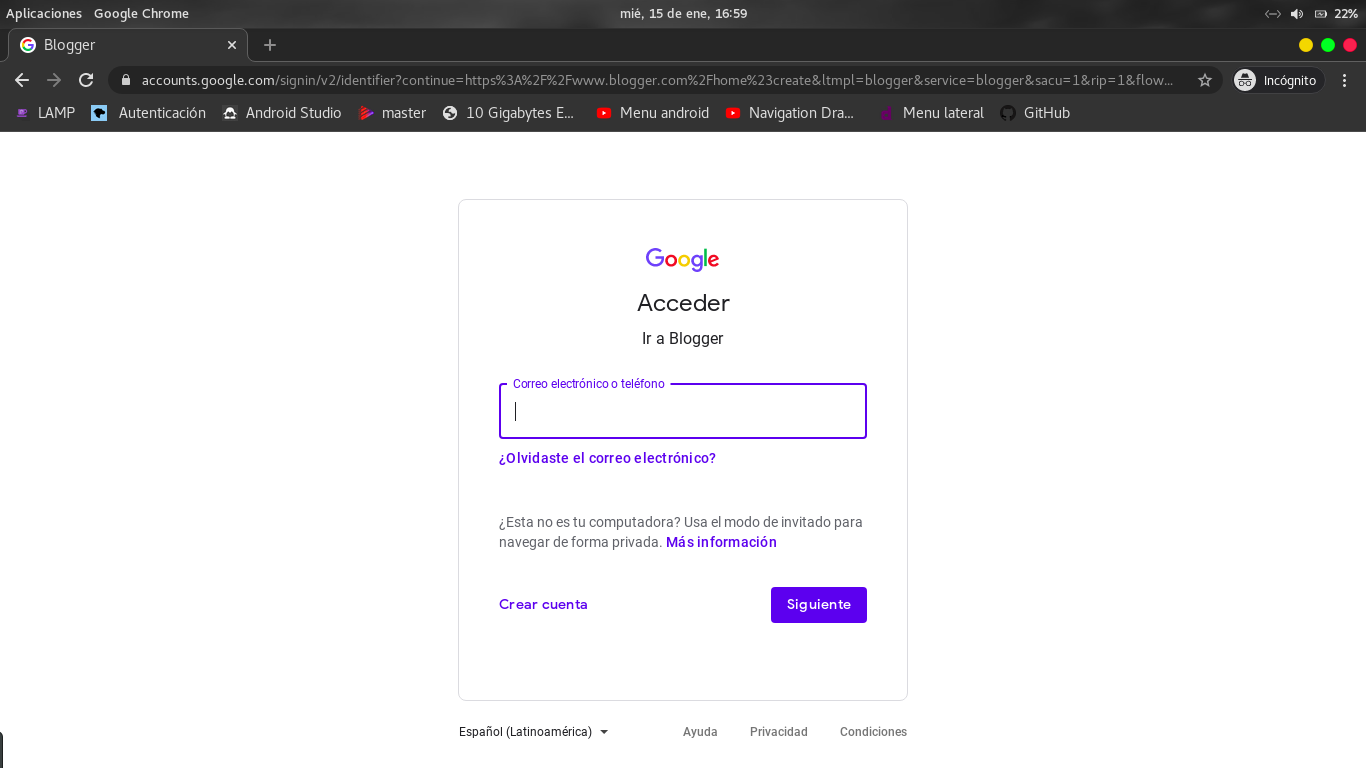 Aplicaciones Google Chrome mié, 15 de ene, 16:59 22%
Blogger
accounts.google.com/signin/v2/identifier?continue=https%3A%2F%2Fwww.blogger.com%2Fhome%23create&ltmpl=blogger&service=blogger&sacu=1&rip=1&flow... Incógnito
LAMP Autenticación Android Studio master 10 Gigabytes E... Menu android Navigation Dra... Menu lateral GitHub
Google
Acceder
Ir a Blogger
Correo electrónico o teléfono
¿Olvidaste el correo electrónico?
¿Esta no es tu computadora? Usa el modo de invitado para
navegar de forma privada. Más información
Crear cuenta Siguiente
Español (Latinoamérica) Ayuda Privacidad Condiciones